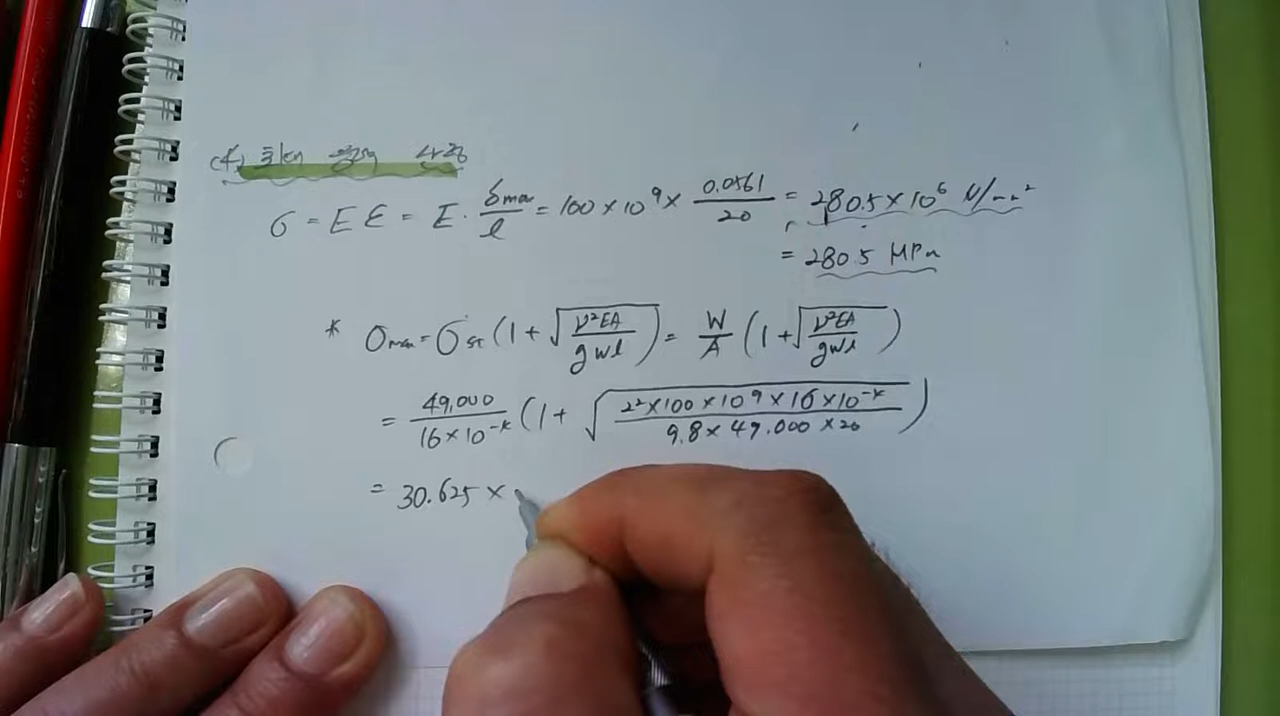 (4)
σ = E ε = E · δmax/l = 100 × 10⁹ × 0.0561/20 = 280.5 × 10⁶ N/m²
= 280.5 MPa
* σmax = σst (1 + √(v²EA/gWl)) = W/A (1 + √(v²EA/gWl))
= 49,000/16×10⁻⁴ (1 + √(2²×100×10⁹×16×10⁻⁴/9.8×49,000×20))
= 30.625 ×